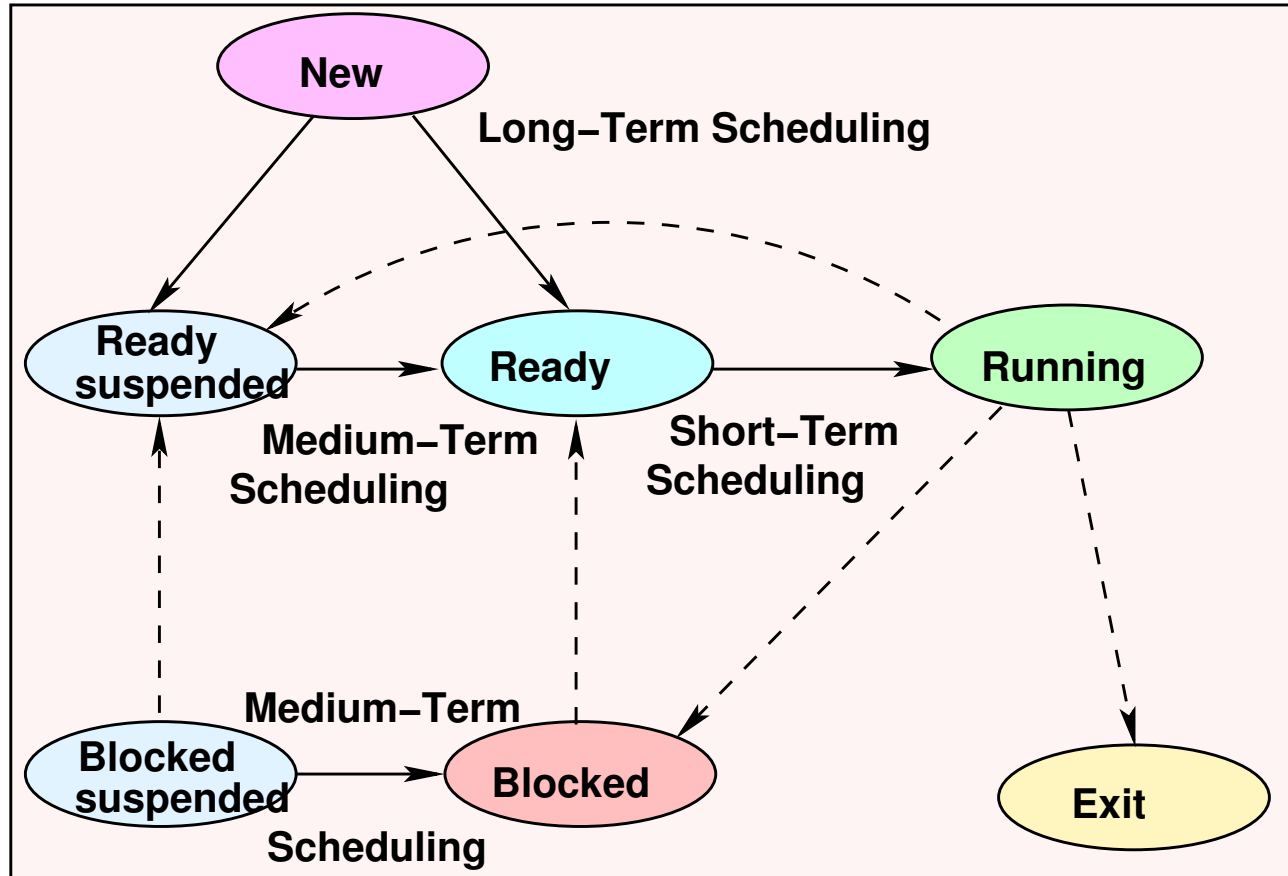 New
Long–Term Scheduling
Ready
suspended
Ready
Running
Medium–Term
Scheduling
Short–Term
Scheduling
Medium–Term
Scheduling
Blocked
suspended
Blocked
Exit